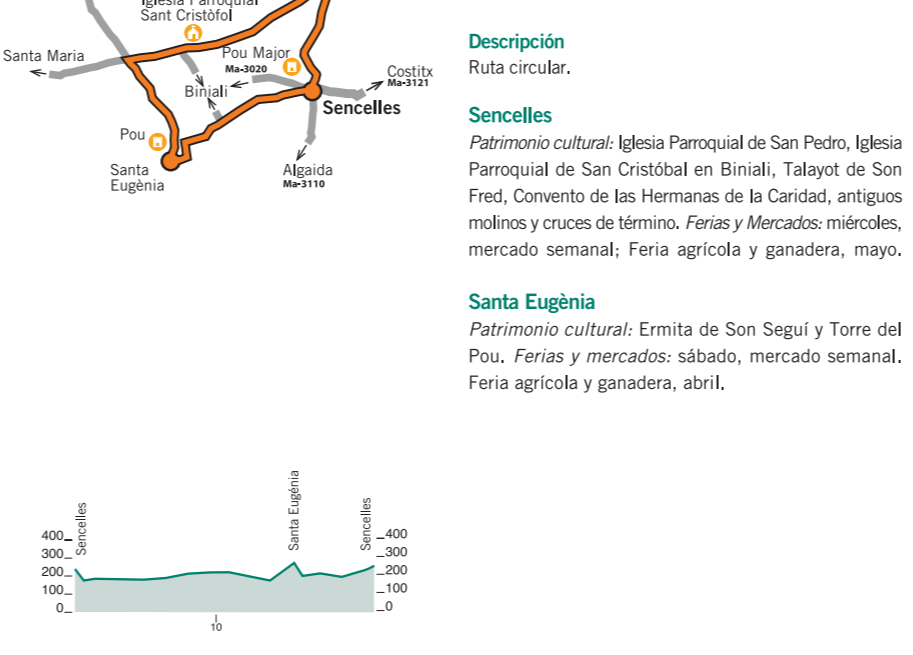 Iglesia Parroquial
Sant Cristòfol
Santa Maria
Pou Major
Ma-3020
Costitx
Ma-3121
Biniali
Sencelles
Pou
Santa
Eugènia
Algaida
Ma-3110
Descripción
Ruta circular.
Sencelles
Patrimonio cultural: Iglesia Parroquial de San Pedro, Iglesia
Parroquial de San Cristóbal en Biniali, Talayot de Son
Fred, Convento de las Hermanas de la Caridad, antiguos
molinos y cruces de término. Ferias y Mercados: miércoles,
mercado semanal; Feria agrícola y ganadera, mayo.
Santa Eugènia
Patrimonio cultural: Ermita de Son Seguí y Torre del
Pou. Ferias y mercados: sábado, mercado semanal.
Feria agrícola y ganadera, abril.
Sencelles
Santa Eugénia
Sencelles
400
300
200
100
0
400
300
200
100
0
10